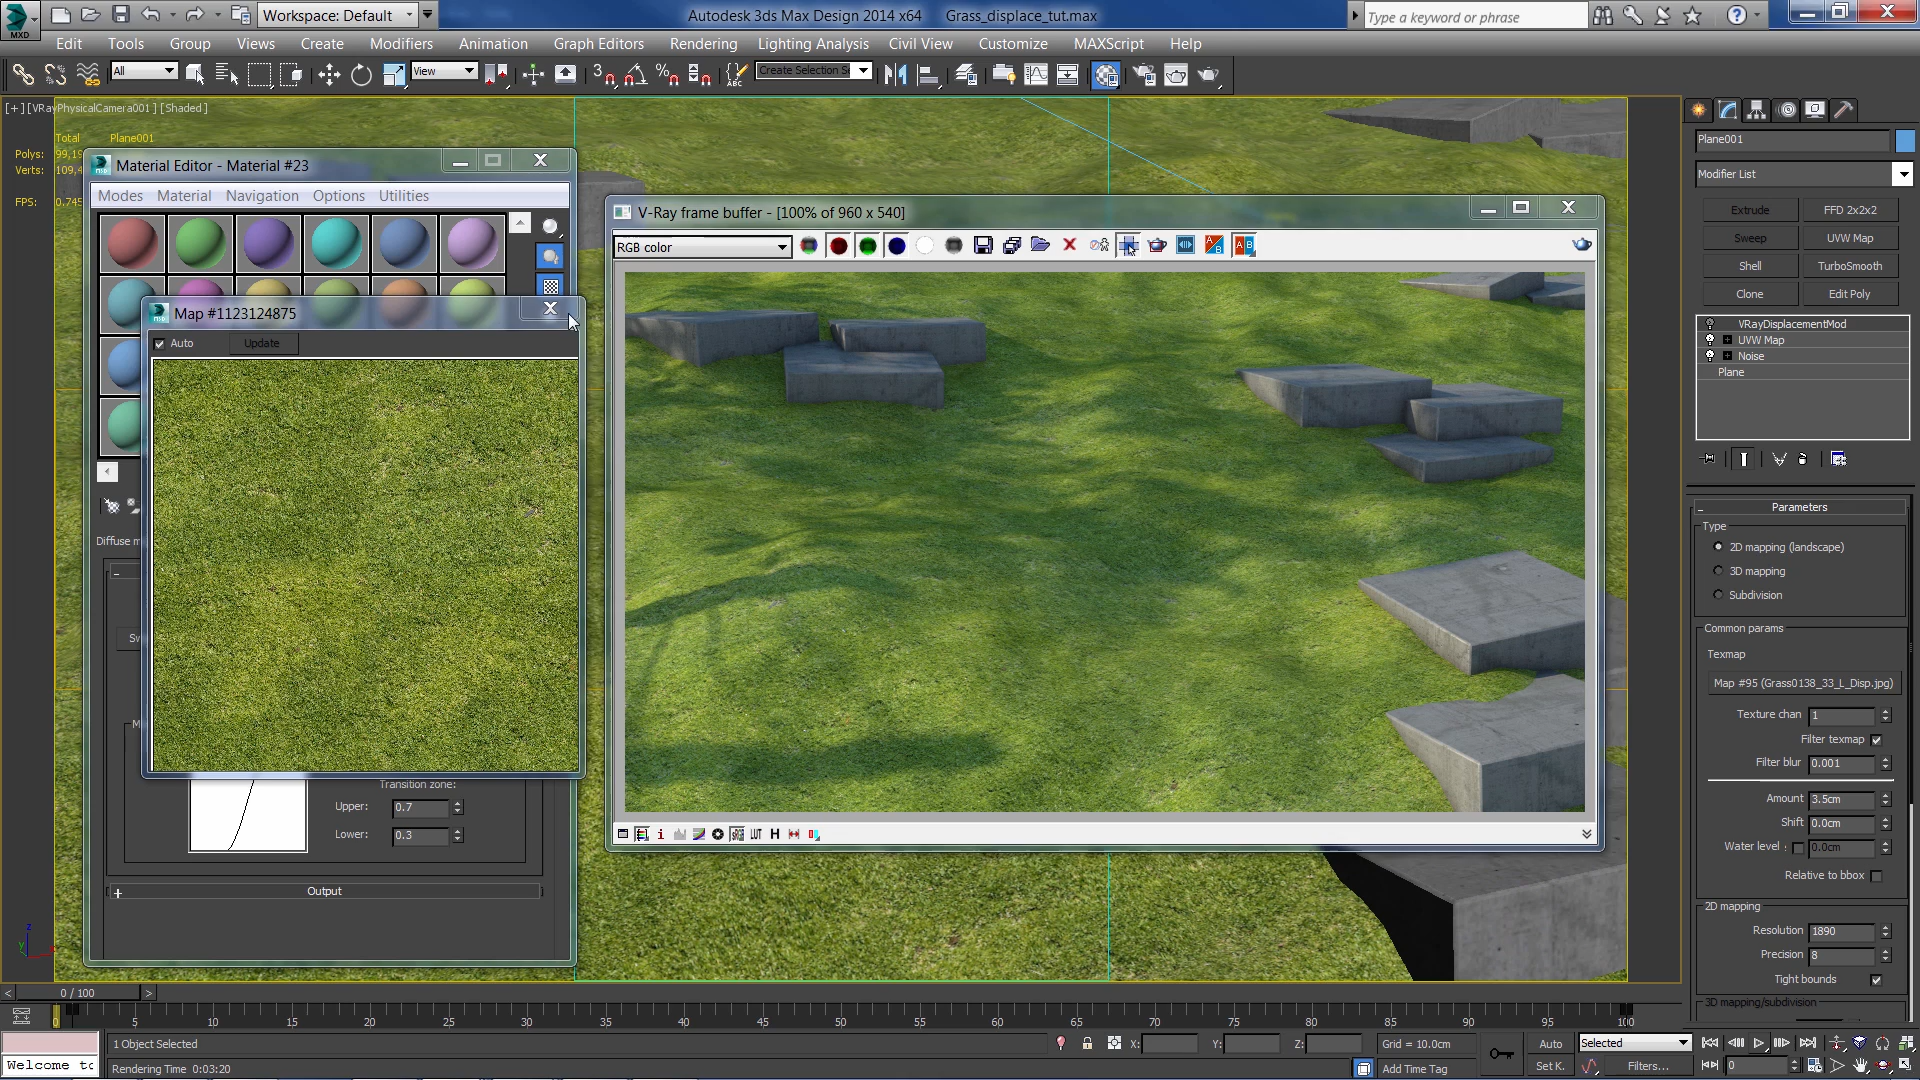 Workspace: Default
Autodesk 3ds Max Design 2014 x64 Grass_displace_tut.max
Type a keyword or phrase
MXD
Edit Tools Group Views Create Modifiers Animation Graph Editors Rendering Lighting Analysis Civil View Customize MAXScript Help
All
View
3
ABC
Create Selection S
[+] [VRayPhysicalCamera001 ] [Shaded ]
Total Plane001
Polys: 99,19
Verts: 109,4
FPS: 0.745
Material Editor - Material #23
Modes Material Navigation Options Utilities
Map #1123124875
Auto Update
Diffuse m
Transition zone:
Upper: 0.7
Lower: 0.3
Output
V-Ray frame buffer - [100% of 960 x 540]
RGB color
LUT
H
Plane001
Modifier List
Extrude FFD 2x2x2
Sweep UVW Map
Shell TurboSmooth
Clone Edit Poly
VRayDisplacementMod
UVW Map
Noise
Plane
Parameters
Type
2D mapping (landscape)
3D mapping
Subdivision
Common params
Texmap
Map #95 (Grass0138_33_L_Disp.jpg)
Texture chan 1
Filter texmap
Filter blur 0.001
Amount 3.5cm
Shift 0.0cm
Water level 0.0cm
Relative to bbox
2D mapping
Resolution 1890
Precision 8
Tight bounds
3D mapping/subdivision
< 0 / 100 >
0 5 10 15 20 25 30 35 40 45 50 55 60 65 70 75 80 85 90 95 100
1 Object Selected X: Y: Z: Grid = 10.0cm Auto Selected
Welcome to Rendering Time 0:03:20 Add Time Tag Set K. Filters... 0